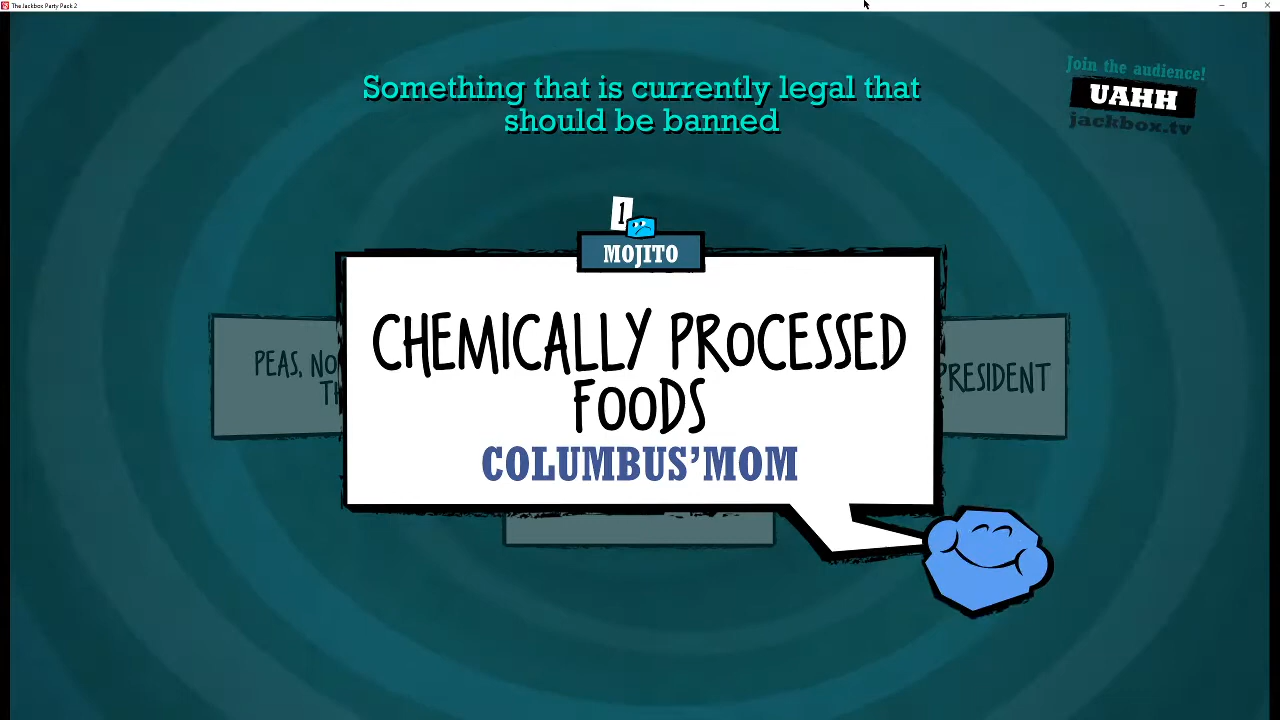 The Jackbox Party Pack 2
Something that is currently legal that
should be banned
Join the audience!
UAHH
jackbox.tv
1
MOJITO
CHEMICALLY PROCESSED
FOODS
COLUMBUS'MOM
PEAS, NO
PRESIDENT